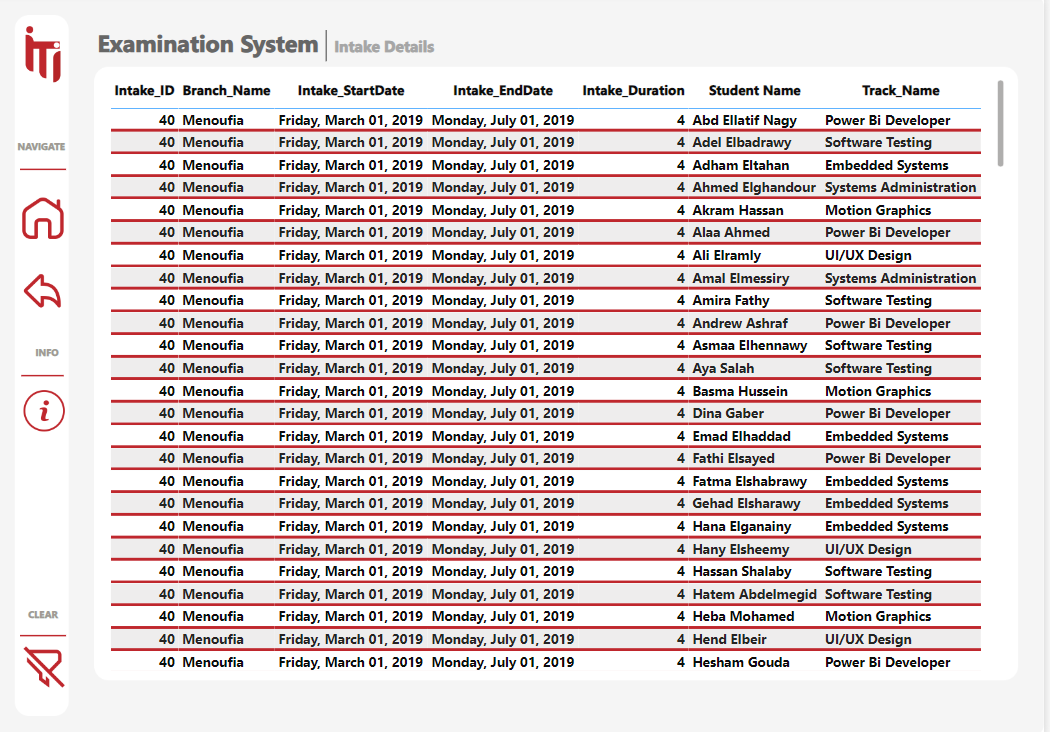 iTi
Examination System | Intake Details
Intake_ID Branch_Name Intake_StartDate Intake_EndDate Intake_Duration Student Name Track_Name
40 Menoufia Friday, March 01, 2019 Monday, July 01, 2019 4 Abd Ellatif Nagy Power Bi Developer
40 Menoufia Friday, March 01, 2019 Monday, July 01, 2019 4 Adel Elbadrawy Software Testing
NAVIGATE
40 Menoufia Friday, March 01, 2019 Monday, July 01, 2019 4 Adham Eltahan Embedded Systems
40 Menoufia Friday, March 01, 2019 Monday, July 01, 2019 4 Ahmed Elghandour Systems Administration
40 Menoufia Friday, March 01, 2019 Monday, July 01, 2019 4 Akram Hassan Motion Graphics
40 Menoufia Friday, March 01, 2019 Monday, July 01, 2019 4 Alaa Ahmed Power Bi Developer
40 Menoufia Friday, March 01, 2019 Monday, July 01, 2019 4 Ali Elramly UI/UX Design
40 Menoufia Friday, March 01, 2019 Monday, July 01, 2019 4 Amal Elmessiry Systems Administration
40 Menoufia Friday, March 01, 2019 Monday, July 01, 2019 4 Amira Fathy Software Testing
40 Menoufia Friday, March 01, 2019 Monday, July 01, 2019 4 Andrew Ashraf Power Bi Developer
40 Menoufia Friday, March 01, 2019 Monday, July 01, 2019 4 Asmaa Elhennawy Software Testing
INFO
40 Menoufia Friday, March 01, 2019 Monday, July 01, 2019 4 Aya Salah Software Testing
40 Menoufia Friday, March 01, 2019 Monday, July 01, 2019 4 Basma Hussein Motion Graphics
40 Menoufia Friday, March 01, 2019 Monday, July 01, 2019 4 Dina Gaber Power Bi Developer
i
40 Menoufia Friday, March 01, 2019 Monday, July 01, 2019 4 Emad Elhaddad Embedded Systems
40 Menoufia Friday, March 01, 2019 Monday, July 01, 2019 4 Fathi Elsayed Power Bi Developer
40 Menoufia Friday, March 01, 2019 Monday, July 01, 2019 4 Fatma Elshabrawy Embedded Systems
40 Menoufia Friday, March 01, 2019 Monday, July 01, 2019 4 Gehad Elsharawy Embedded Systems
40 Menoufia Friday, March 01, 2019 Monday, July 01, 2019 4 Hana Elganainy Embedded Systems
40 Menoufia Friday, March 01, 2019 Monday, July 01, 2019 4 Hany Elsheemy UI/UX Design
40 Menoufia Friday, March 01, 2019 Monday, July 01, 2019 4 Hassan Shalaby Software Testing
40 Menoufia Friday, March 01, 2019 Monday, July 01, 2019 4 Hatem Abdelmegid Software Testing
40 Menoufia Friday, March 01, 2019 Monday, July 01, 2019 4 Heba Mohamed Motion Graphics
CLEAR
40 Menoufia Friday, March 01, 2019 Monday, July 01, 2019 4 Hend Elbeir UI/UX Design
40 Menoufia Friday, March 01, 2019 Monday, July 01, 2019 4 Hesham Gouda Power Bi Developer